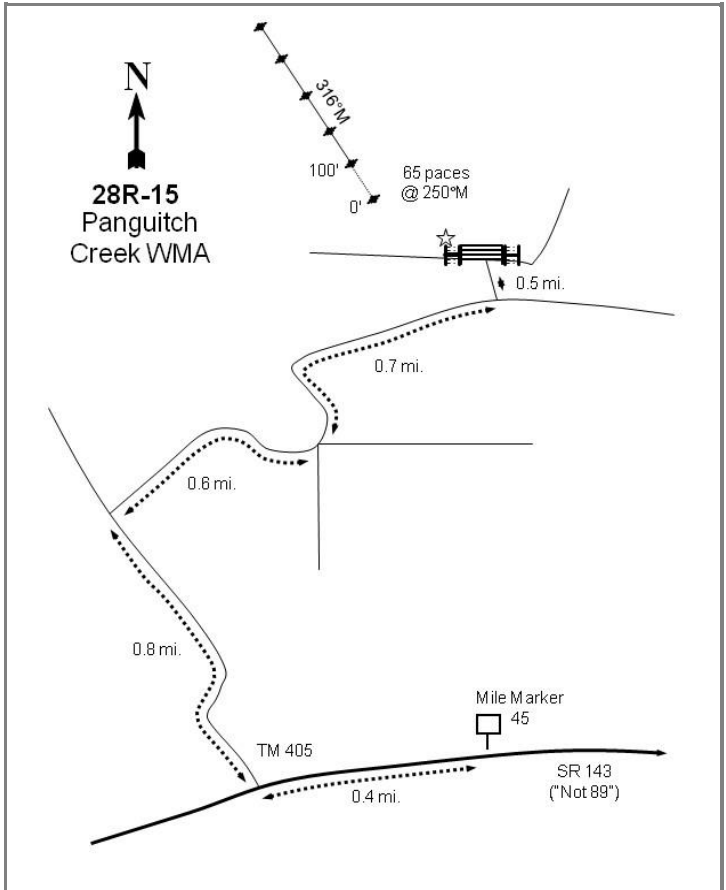 N
28R-15
Panguitch
Creek WMA
316°M
100'
0'
65 paces
@ 250°M
0.5 mi.
0.7 mi.
0.6 mi.
0.8 mi.
Mile Marker
45
TM 405
0.4 mi.
SR 143
("Not 89")